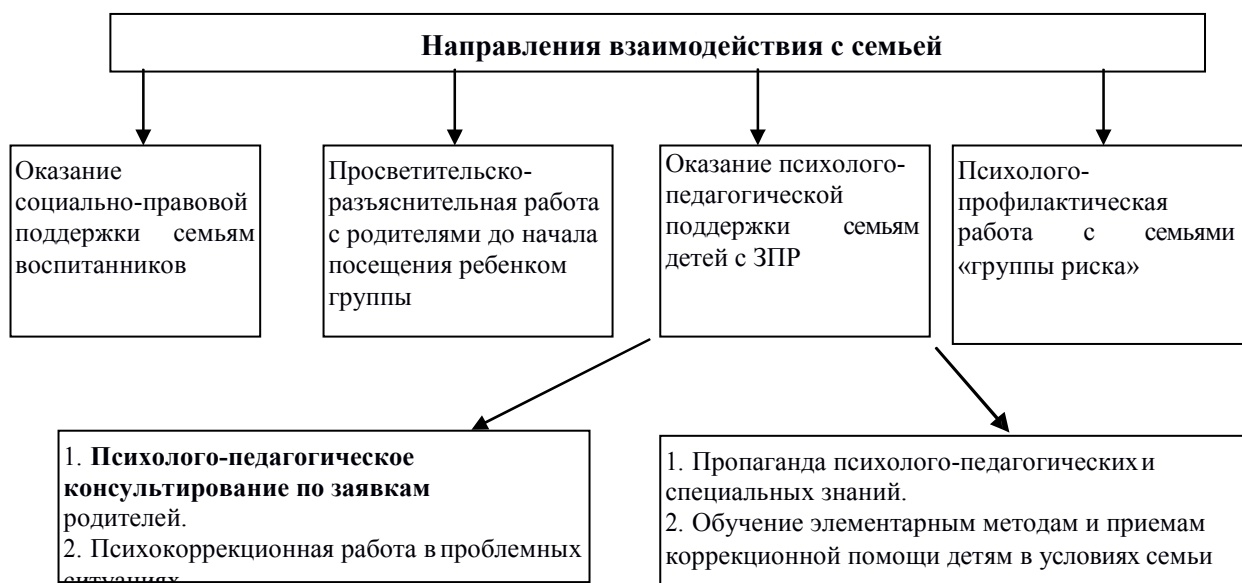 Направления взаимодействия с семьей
Оказание
социально-правовой
поддержки семьям
воспитанников
Просветительско-
разъяснительная работа
с родителями до начала
посещения ребенком
группы
Оказание психолого-
педагогической
поддержки семьям
детей с ЗПР
Психолого-
профилактическая
работа с семьями
«группы риска»
1. Психолого-педагогическое
консультирование по заявкам
родителей.
2. Психокоррекционная работа в проблемных
ситуациях
1. Пропаганда психолого-педагогических и
специальных знаний.
2. Обучение элементарным методам и приемам
коррекционной помощи детям в условиях семьи